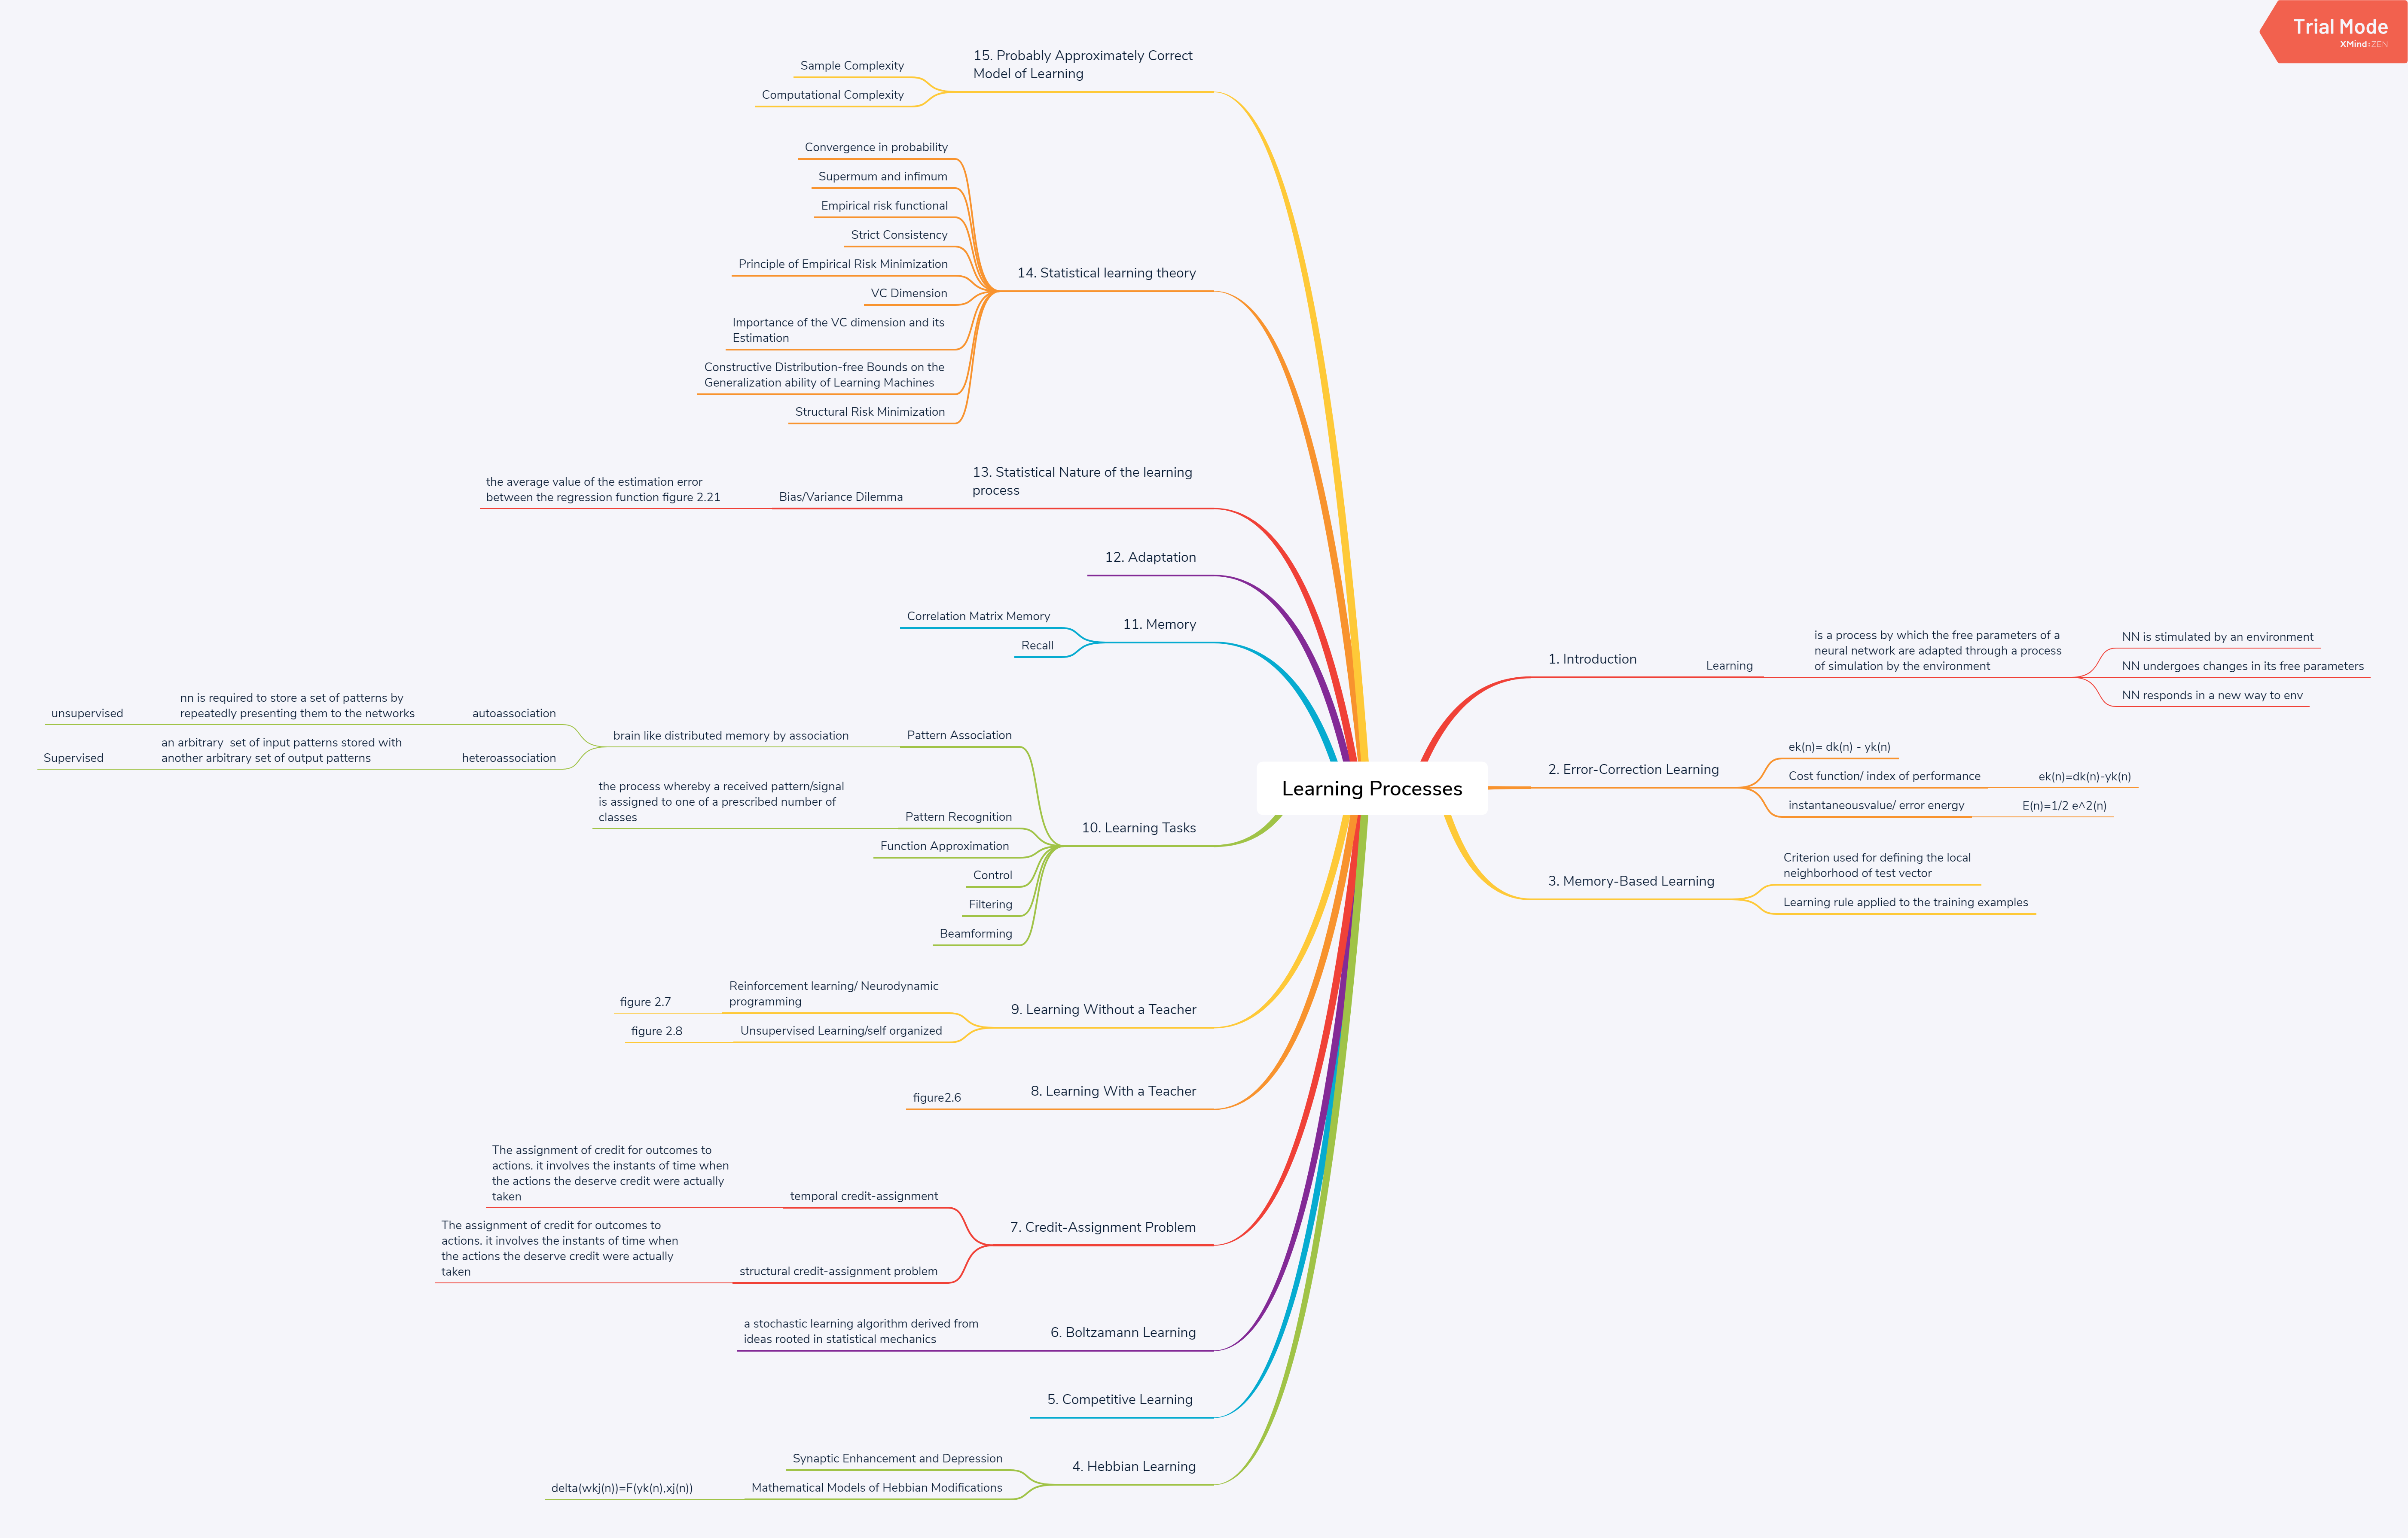 Trial Mode
XMind:ZEN
Learning Processes
1. Introduction
Learning
is a process by which the free parameters of a
neural network are adapted through a process
of simulation by the environment
NN is stimulated by an environment
NN undergoes changes in its free parameters
NN responds in a new way to env
2. Error-Correction Learning
ek(n)= dk(n) - yk(n)
Cost function/ index of performance
ek(n)=dk(n)-yk(n)
instantaneousvalue/ error energy
E(n)=1/2 e^2(n)
3. Memory-Based Learning
Criterion used for defining the local
neighborhood of test vector
Learning rule applied to the training examples
15. Probably Approximately Correct
Model of Learning
Sample Complexity
Computational Complexity
14. Statistical learning theory
Convergence in probability
Supermum and infimum
Empirical risk functional
Strict Consistency
Principle of Empirical Risk Minimization
VC Dimension
Importance of the VC dimension and its
Estimation
Constructive Distribution-free Bounds on the
Generalization ability of Learning Machines
Structural Risk Minimization
13. Statistical Nature of the learning
process
Bias/Variance Dilemma
the average value of the estimation error
between the regression function figure 2.21
12. Adaptation
11. Memory
Correlation Matrix Memory
Recall
10. Learning Tasks
Pattern Association
brain like distributed memory by association
autoassociation
nn is required to store a set of patterns by
repeatedly presenting them to the networks
unsupervised
heteroassociation
an arbitrary  set of input patterns stored with
another arbitrary set of output patterns
Supervised
Pattern Recognition
the process whereby a received pattern/signal
is assigned to one of a prescribed number of
classes
Function Approximation
Control
Filtering
Beamforming
9. Learning Without a Teacher
Reinforcement learning/ Neurodynamic
programming
figure 2.7
Unsupervised Learning/self organized
figure 2.8
8. Learning With a Teacher
figure2.6
7. Credit-Assignment Problem
temporal credit-assignment
The assignment of credit for outcomes to
actions. it involves the instants of time when
the actions the deserve credit were actually
taken
structural credit-assignment problem
The assignment of credit for outcomes to
actions. it involves the instants of time when
the actions the deserve credit were actually
taken
6. Boltzamann Learning
a stochastic learning algorithm derived from
ideas rooted in statistical mechanics
5. Competitive Learning
4. Hebbian Learning
Synaptic Enhancement and Depression
Mathematical Models of Hebbian Modifications
delta(wkj(n))=F(yk(n),xj(n))